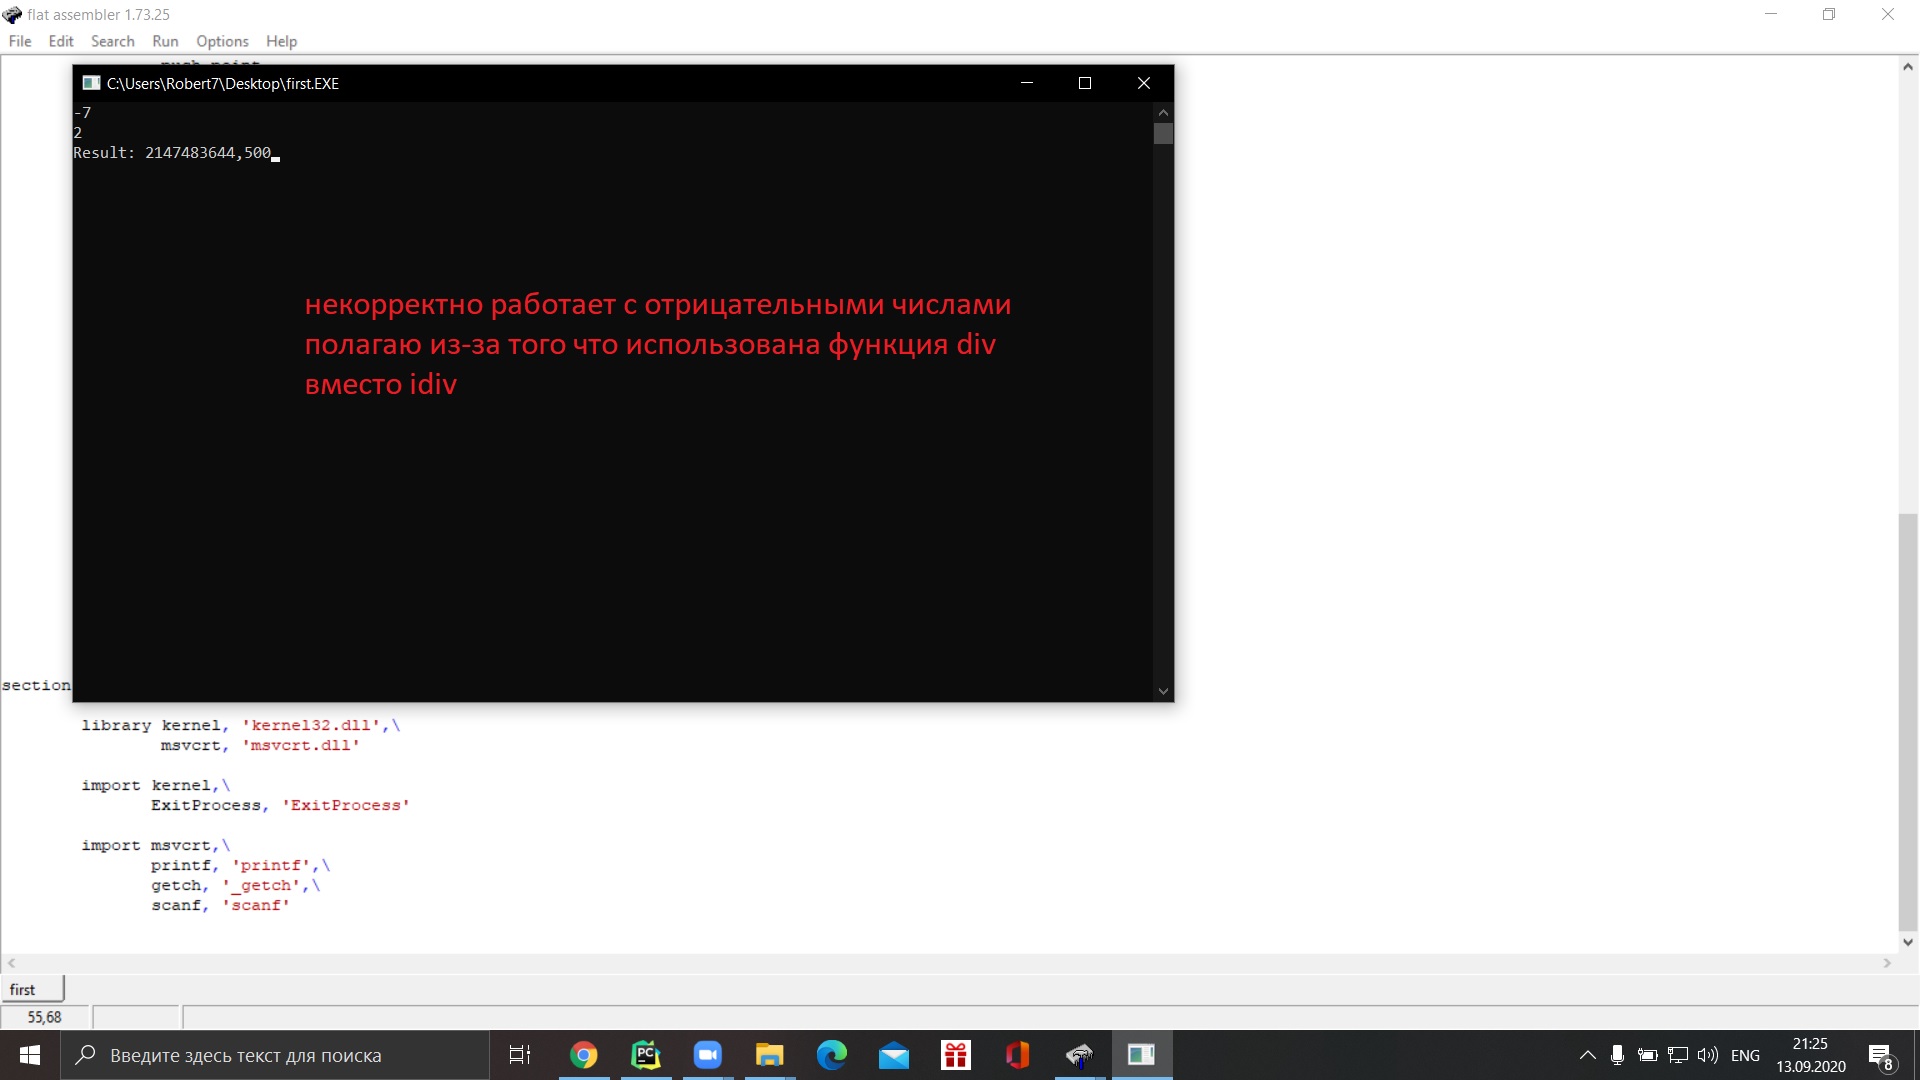 flat assembler 1.73.25
File Edit Search Run Options Help
C:\Users\Robert7\Desktop\first.EXE
-7
2
Result: 2147483644,500
некорректно работает с отрицательными числами
полагаю из-за того что использована функция div
вместо idiv
section
library kernel, 'kernel32.dll',\
msvcrt, 'msvcrt.dll'
import kernel,\
ExitProcess, 'ExitProcess'
import msvcrt,\
printf, 'printf',\
getch, '_getch',\
scanf, 'scanf'
first
55,68
Введите здесь текст для поиска
PC
ENG
21:25
13.09.2020
8